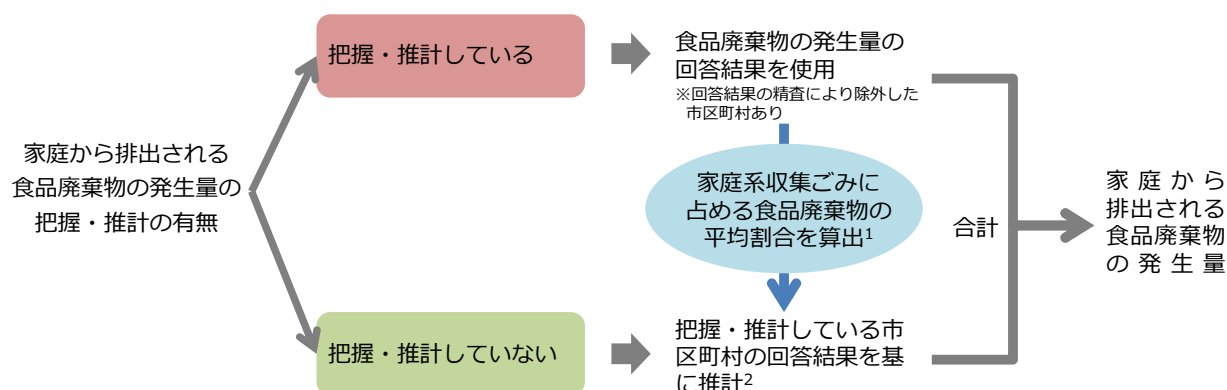 家庭から排出される
食品廃棄物の発生量の
把握・推計の有無
把握・推計している
食品廃棄物の発生量の
回答結果を使用
※回答結果の精査により除外した
市区町村あり
家庭系収集ごみに
占める食品廃棄物の
平均割合を算出1
把握・推計していない
把握・推計している市
区町村の回答結果を基
に推計2
合計
家庭から
排出される
食品廃棄物
の発生量